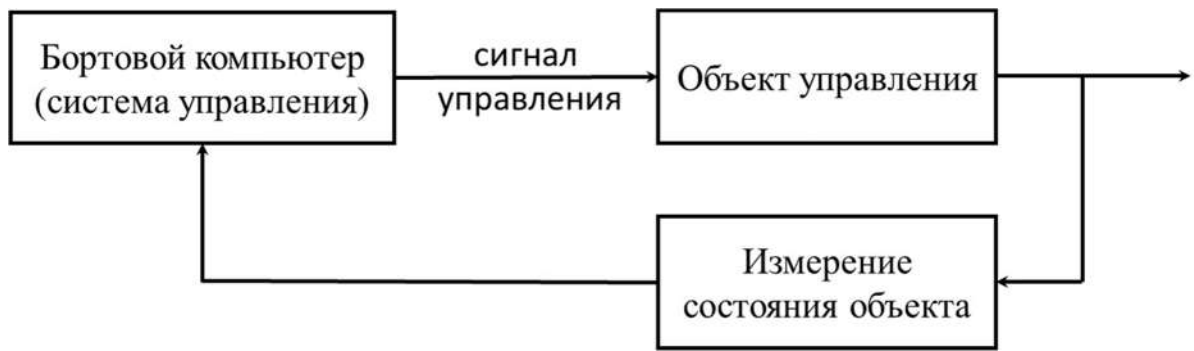 Бортовой компьютер
(система управления)
сигнал
управления
Объект управления
Измерение
состояния объекта